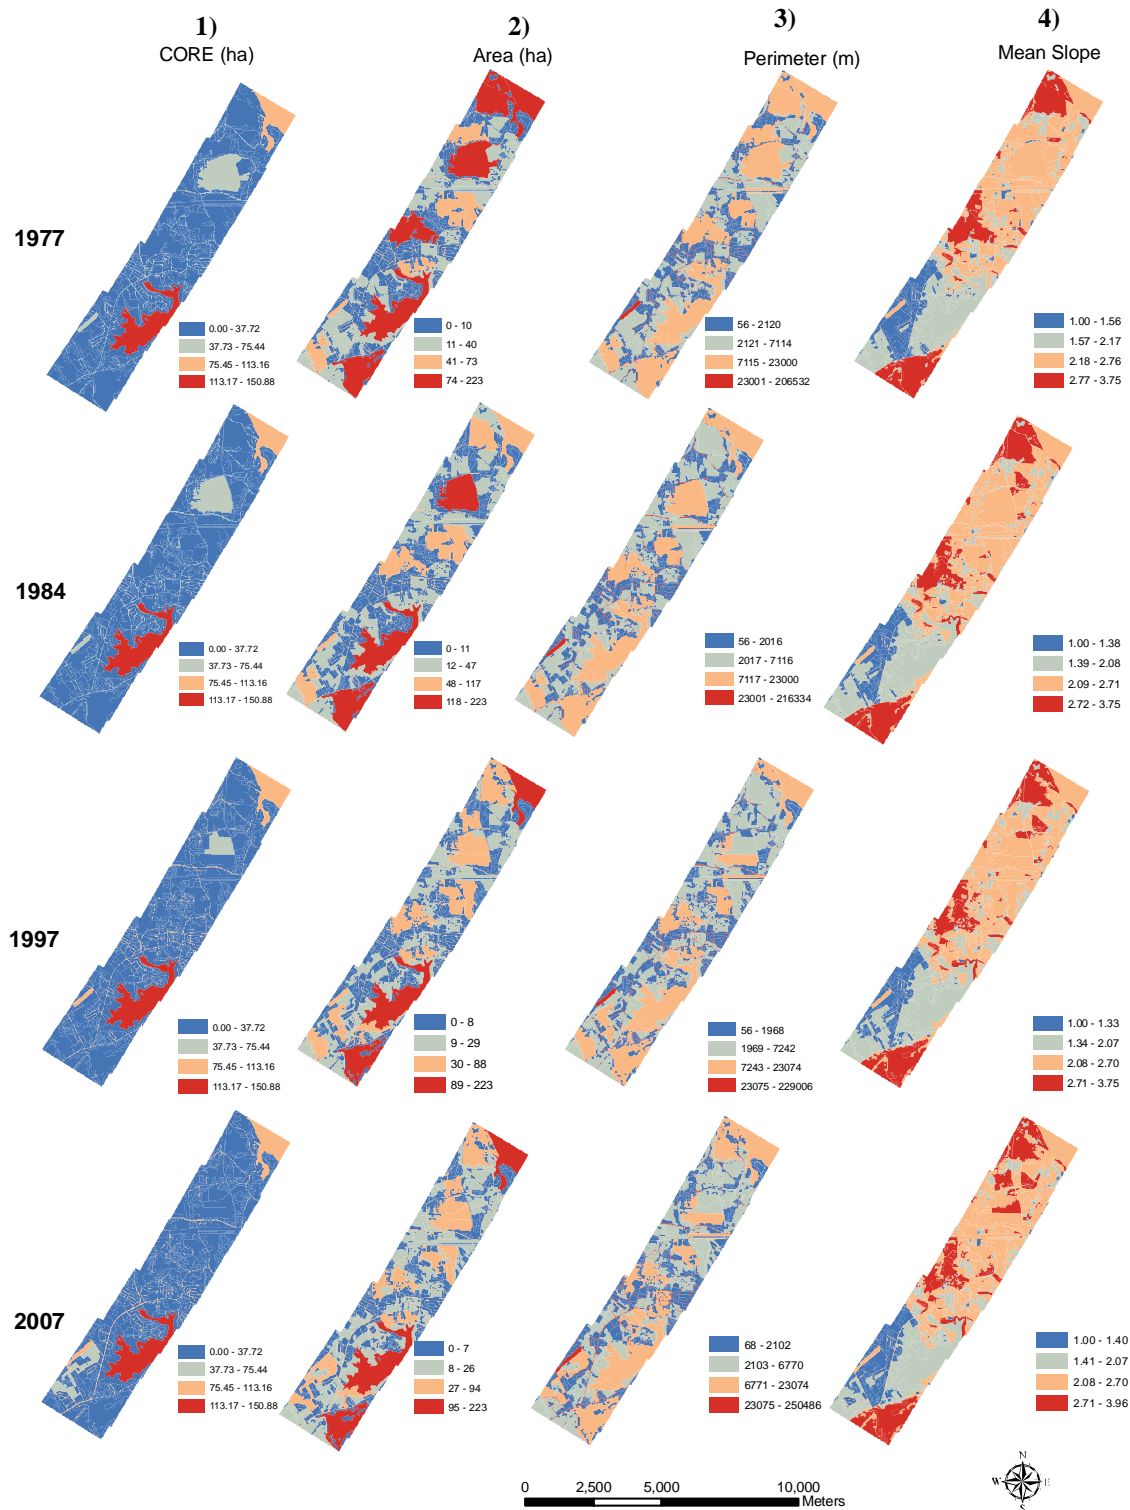 1) 2) 3) 4)
CORE (ha) Area (ha) Perimeter (m) Mean Slope
1977
0.00 - 37.72
37.73 - 75.44
75.45 - 113.16
113.17 - 150.88
0 - 10
11 - 40
41 - 73
74 - 223
56 - 2120
2121 - 7114
7115 - 23000
23001 - 206532
1.00 - 1.56
1.57 - 2.17
2.18 - 2.76
2.77 - 3.75
1984
0.00 - 37.72
37.73 - 75.44
75.45 - 113.16
113.17 - 150.88
0 - 11
12 - 47
48 - 117
118 - 223
56 - 2016
2017 - 7116
7117 - 23000
23001 - 216334
1.00 - 1.38
1.39 - 2.08
2.09 - 2.71
2.72 - 3.75
1997
0.00 - 37.72
37.73 - 75.44
75.45 - 113.16
113.17 - 150.88
0 - 8
9 - 29
30 - 88
89 - 223
56 - 1968
1969 - 7242
7243 - 23074
23075 - 229006
1.00 - 1.33
1.34 - 2.07
2.08 - 2.70
2.71 - 3.75
2007
0.00 - 37.72
37.73 - 75.44
75.45 - 113.16
113.17 - 150.88
0 - 7
8 - 26
27 - 94
95 - 223
68 - 2102
2103 - 6770
6771 - 23074
23075 - 250486
1.00 - 1.40
1.41 - 2.07
2.08 - 2.70
2.71 - 3.96
N
W E
S
0 2,500 5,000 10,000
Meters